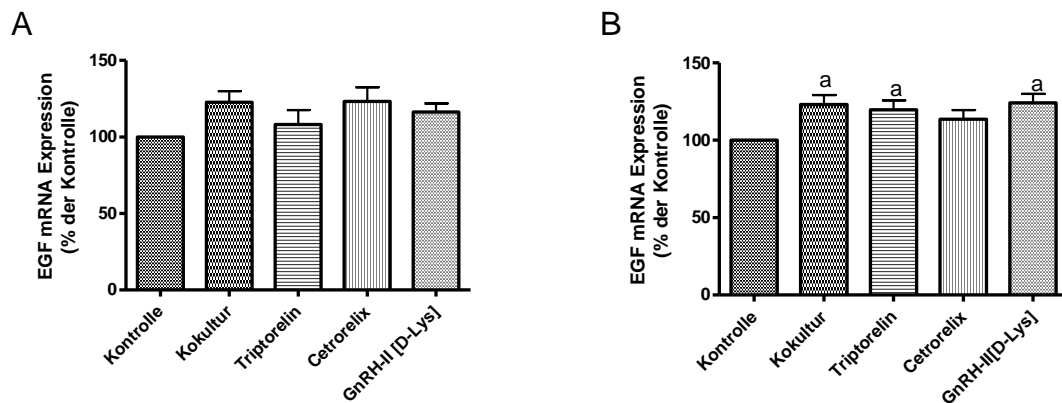 A
EGF mRNA Expression
(% der Kontrolle)
150
100
50
0
Kontrolle
Kokultur
Triptorelin
Cetrorelix
GnRH-II [D-Lys]
B
EGF mRNA Expression
(% der Kontrolle)
150
100
50
0
a
a
a
Kontrolle
Kokultur
Triptorelin
Cetrorelix
GnRH-II[D-Lys]